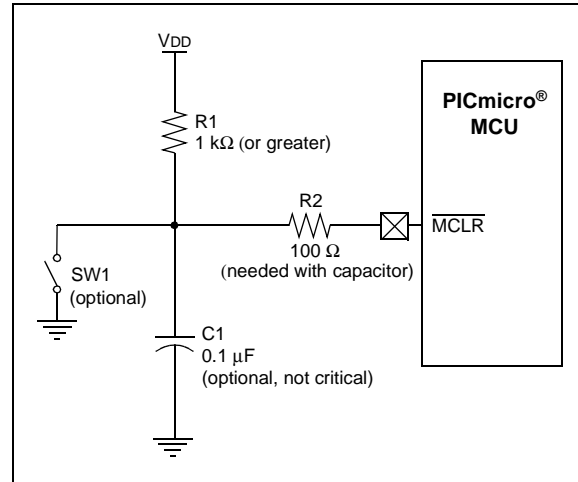 VDD
PICmicro®
MCU
R1
1 kΩ (or greater)
R2
MCLR
100 Ω
(needed with capacitor)
SW1
(optional)
C1
0.1 μF
(optional, not critical)